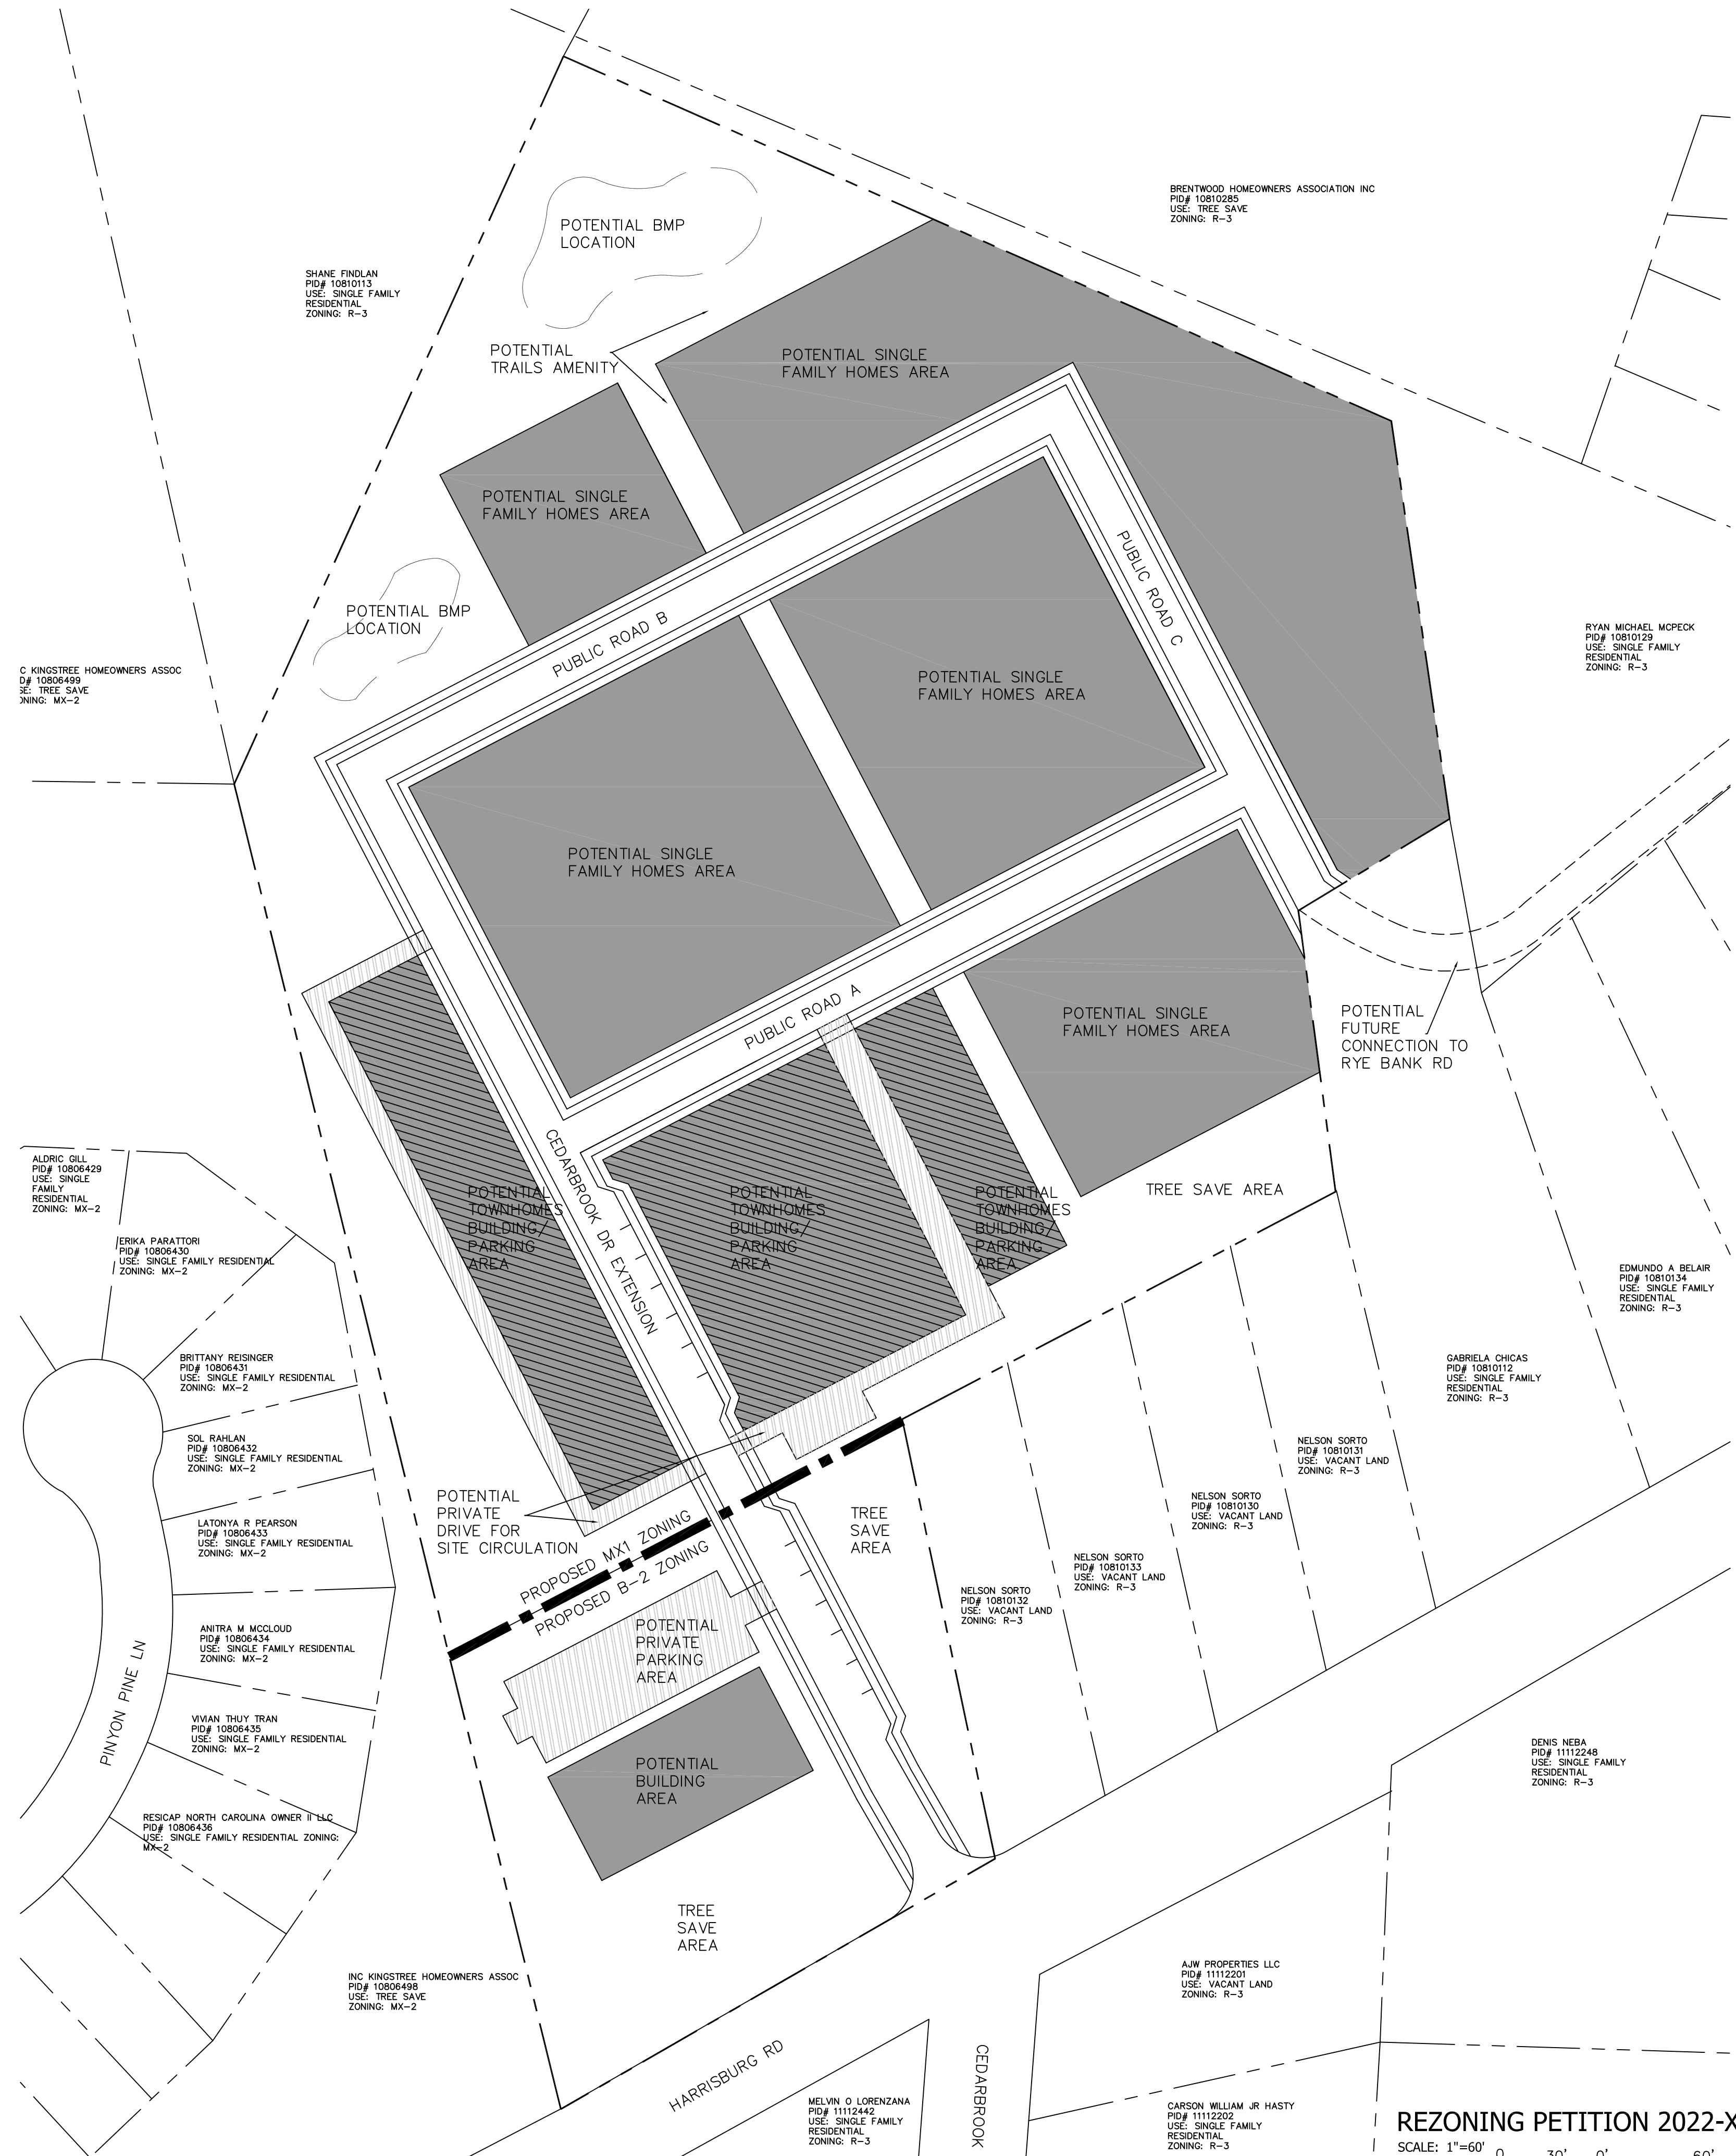 BRENTWOOD HOMEOWNERS ASSOCIATION INC
PID# 10810285
USE: TREE SAVE
ZONING: R-3
POTENTIAL BMP
LOCATION
SHANE FINDLAN
PID# 10810113
USE: SINGLE FAMILY
RESIDENTIAL
ZONING: R-3
POTENTIAL
TRAILS AMENITY
POTENTIAL SINGLE
FAMILY HOMES AREA
POTENTIAL SINGLE
FAMILY HOMES AREA
PUBLIC ROAD C
POTENTIAL BMP
LOCATION
PUBLIC ROAD B
RYAN MICHAEL MCPECK
PID# 10810129
USE: SINGLE FAMILY
RESIDENTIAL
ZONING: R-3
C KINGSTREE HOMEOWNERS ASSOC
D# 10806499
SE: TREE SAVE
ONING: MX-2
POTENTIAL SINGLE
FAMILY HOMES AREA
POTENTIAL SINGLE
FAMILY HOMES AREA
PUBLIC ROAD A
POTENTIAL SINGLE
FAMILY HOMES AREA
POTENTIAL
FUTURE
CONNECTION TO
RYE BANK RD
ALDRIC GILL
PID# 10806429
USE: SINGLE
FAMILY
RESIDENTIAL
ZONING: MX-2
CEDARBROOK DR EXTENSION
POTENTIAL
TOWNHOMES
BUILDING/
PARKING
AREA
POTENTIAL
TOWNHOMES
BUILDING/
PARKING
AREA
POTENTIAL
TOWNHOMES
BUILDING/
PARKING
AREA
TREE SAVE AREA
ERIKA PARATTORI
PID# 10806430
USE: SINGLE FAMILY RESIDENTIAL
ZONING: MX-2
EDMUNDO A BELAIR
PID# 10810134
USE: SINGLE FAMILY
RESIDENTIAL
ZONING: R-3
BRITTANY REISINGER
PID# 10806431
USE: SINGLE FAMILY RESIDENTIAL
ZONING: MX-2
GABRIELA CHICAS
PID# 10810112
USE: SINGLE FAMILY
RESIDENTIAL
ZONING: R-3
SOL RAHLAN
PID# 10806432
USE: SINGLE FAMILY RESIDENTIAL
ZONING: MX-2
NELSON SORTO
PID# 10810131
USE: VACANT LAND
ZONING: R-3
NELSON SORTO
PID# 10810130
USE: VACANT LAND
ZONING: R-3
POTENTIAL
PRIVATE
DRIVE FOR
SITE CIRCULATION
TREE
SAVE
AREA
LATONYA R PEARSON
PID# 10806433
USE: SINGLE FAMILY RESIDENTIAL
ZONING: MX-2
PROPOSED MX1 ZONING
PROPOSED B-2 ZONING
NELSON SORTO
PID# 10810133
USE: VACANT LAND
ZONING: R-3
NELSON SORTO
PID# 10810132
USE: VACANT LAND
ZONING: R-3
ANITRA M MCCLOUD
PID# 10806434
USE: SINGLE FAMILY RESIDENTIAL
ZONING: MX-2
POTENTIAL
PRIVATE
PARKING
AREA
PINYON PINE LN
VIVIAN THUY TRAN
PID# 10806435
USE: SINGLE FAMILY RESIDENTIAL
ZONING: MX-2
POTENTIAL
BUILDING
AREA
DENIS NEBA
PID# 11112248
USE: SINGLE FAMILY
RESIDENTIAL
ZONING: R-3
RESICAP NORTH CAROLINA OWNER II LLC
PID# 10806436
USE: SINGLE FAMILY RESIDENTIAL ZONING:
MX-2
TREE
SAVE
AREA
INC KINGSTREE HOMEOWNERS ASSOC
PID# 10806498
USE: TREE SAVE
ZONING: MX-2
AJW PROPERTIES LLC
PID# 11112201
USE: VACANT LAND
ZONING: R-3
HARRISBURG RD
CEDARBROOK
MELVIN O LORENZANA
PID# 11112442
USE: SINGLE FAMILY
RESIDENTIAL
ZONING: R-3
CARSON WILLIAM JR HASTY
PID# 11112202
USE: SINGLE FAMILY
RESIDENTIAL
ZONING: R-3
REZONING PETITION 2022-X
SCALE: 1"=60' 0 30' 0' 60'